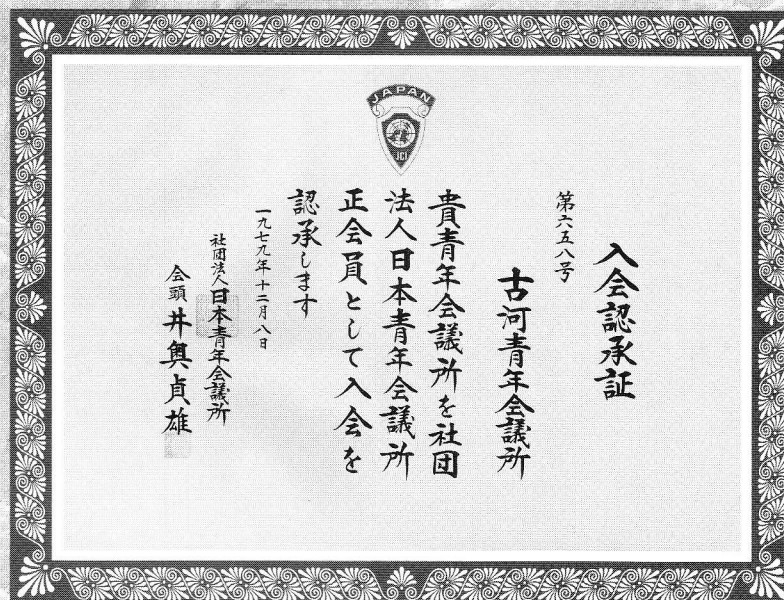 JAPAN
JCI
入会認承証
第六五八号
古河青年会議所
貴青年会議所を社団
法人日本青年会議所
正会員として入会を
認承します
一九七九年十二月八日
社団法人日本青年会議所
会頭 井奥貞雄